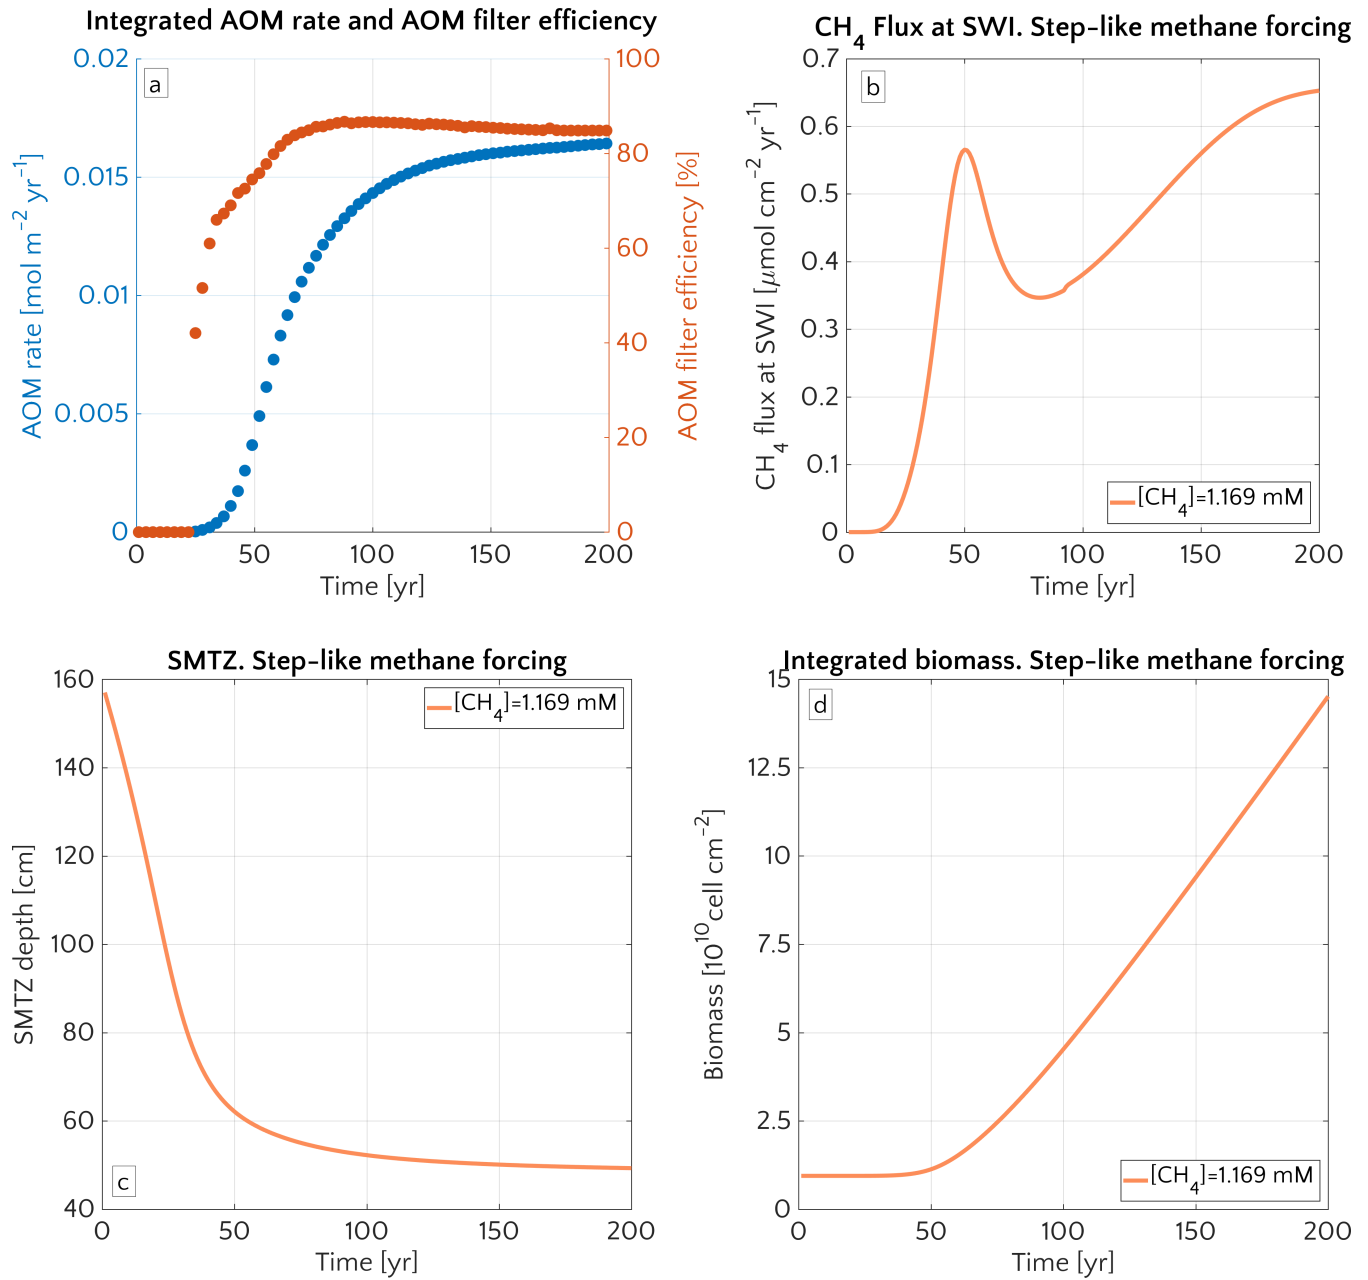 Integrated AOM rate and AOM filter efficiency
a
0.02
0.015
0.01
0.005
0
100
80
60
40
20
0
0 50 100 150 200
Time [yr]
AOM rate [mol m−2 yr−1]
AOM filter efficiency [%]
CH4 Flux at SWI. Step-like methane forcing
b
0.7
0.6
0.5
0.4
0.3
0.2
0.1
0
0 50 100 150 200
Time [yr]
CH4 flux at SWI [μmol cm−2 yr−1]
[CH4]=1.169 mM
SMTZ. Step-like methane forcing
[CH4]=1.169 mM
160
140
120
100
80
60
40
c
0 50 100 150 200
Time [yr]
SMTZ depth [cm]
Integrated biomass. Step-like methane forcing
d
15
12.5
10
7.5
5
2.5
0
0 50 100 150 200
Time [yr]
Biomass [10^10cell cm−2]
[CH4]=1.169 mM